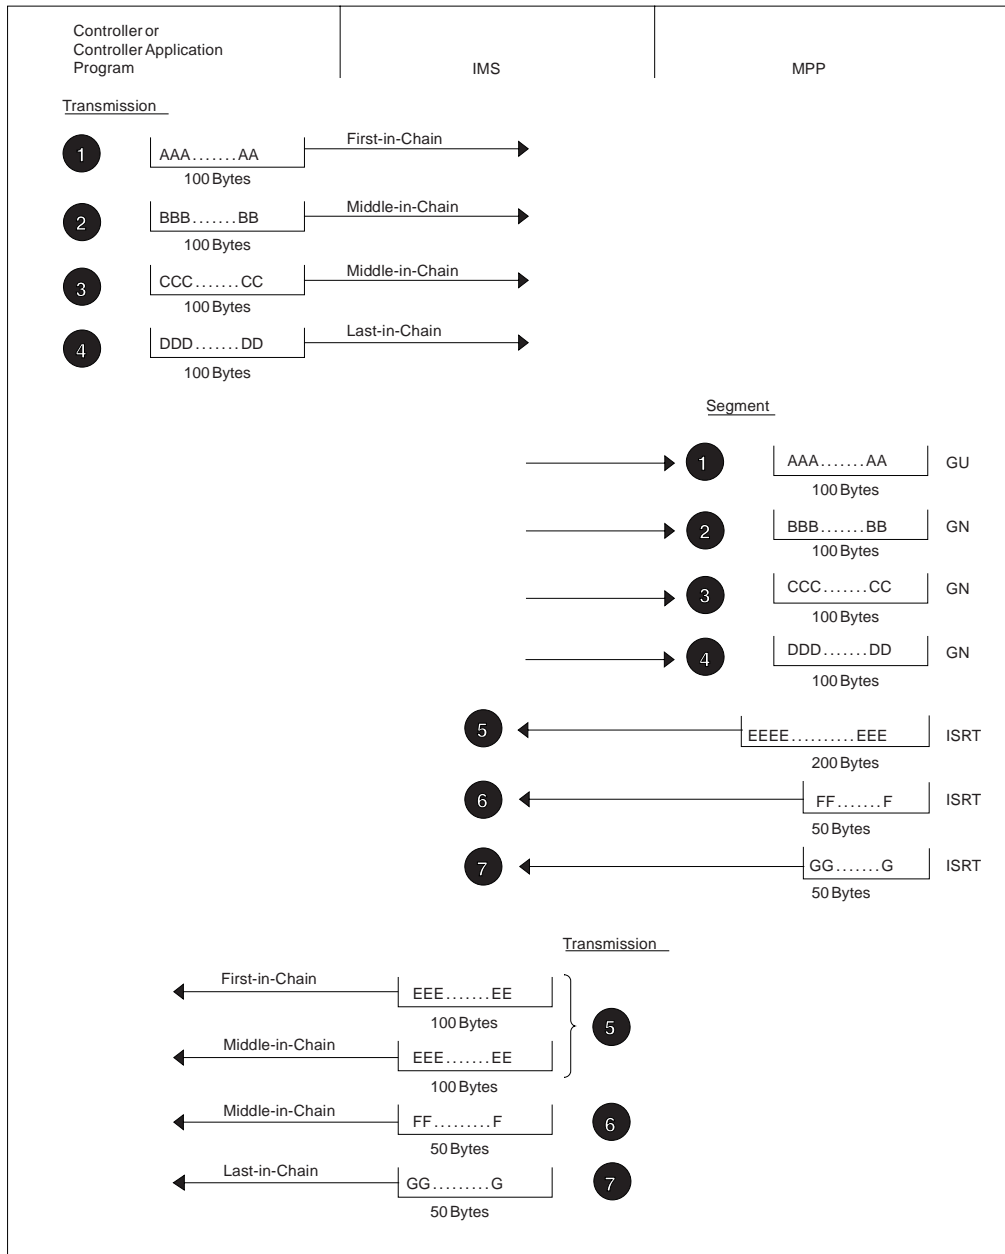 Controller or
Controller Application
Program
IMS
MPP
Transmission
1 AAA.......AA First-in-Chain
100 Bytes
2 BBB.......BB Middle-in-Chain
100 Bytes
3 CCC.......CC Middle-in-Chain
100 Bytes
4 DDD.......DD Last-in-Chain
100 Bytes
Segment
1 AAA.......AA GU
100 Bytes
2 BBB.......BB GN
100 Bytes
3 CCC.......CC GN
100 Bytes
4 DDD.......DD GN
100 Bytes
5 EEEE..........EEE ISRT
200 Bytes
6 FF.......F ISRT
50 Bytes
7 GG.......G ISRT
50 Bytes
Transmission
First-in-Chain EEE.......EE
100 Bytes
5
Middle-in-Chain EEE.......EE
100 Bytes
Middle-in-Chain FF.........F 6
50 Bytes
Last-in-Chain GG.........G 7
50 Bytes